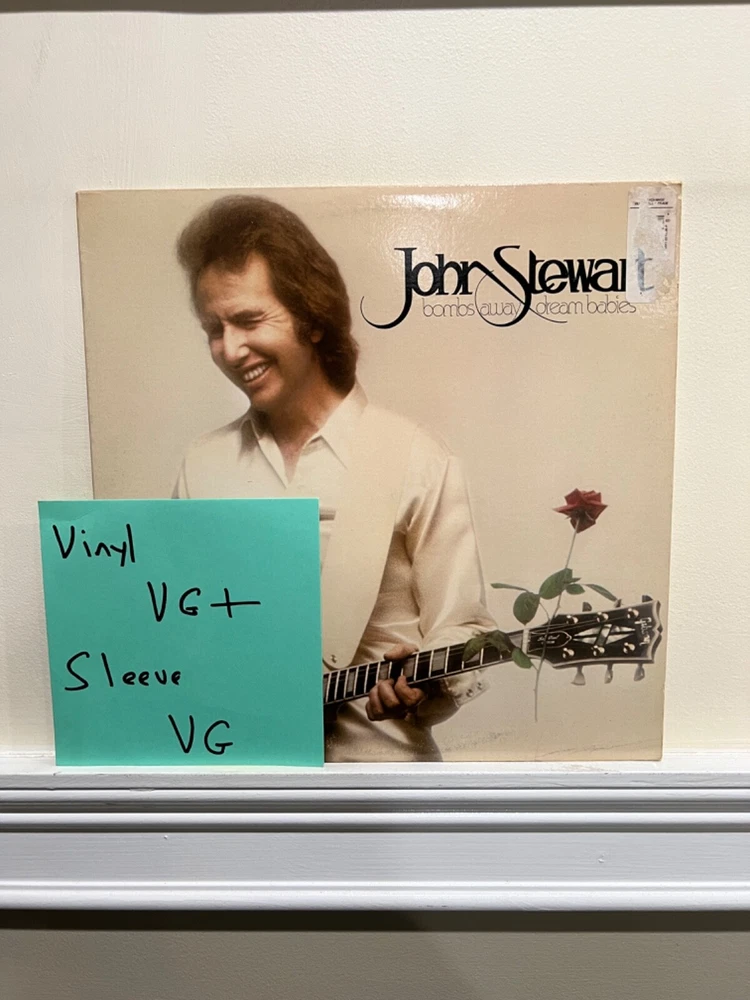 John Stewart
bombs away dream babies
Vinyl
VG+
Sleeve
VG